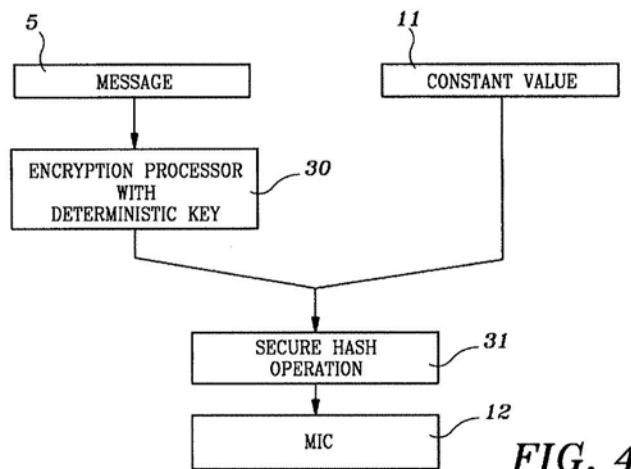 5
MESSAGE
11
CONSTANT VALUE
ENCRYPTION PROCESSOR
WITH
DETERMINISTIC KEY
30
SECURE HASH
OPERATION
31
MIC
12
FIG. 4